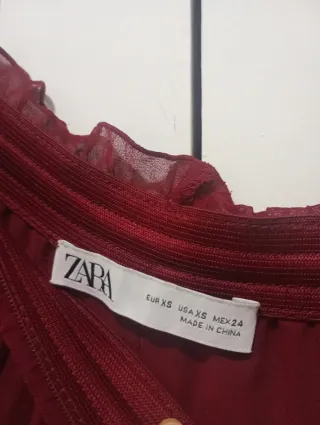 ZARA
EUR XS USA XS MEX 24
MADE IN CHINA